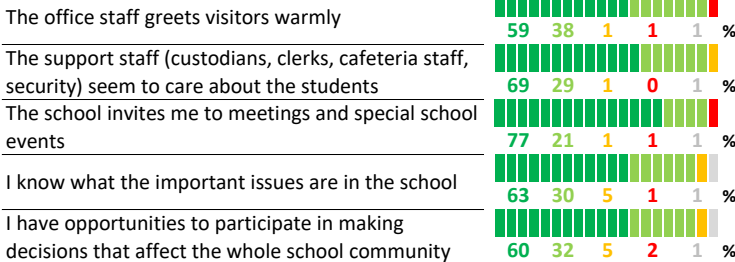 The office staff greets visitors warmly
59 38 1 1 1 %
The support staff (custodians, clerks, cafeteria staff,
security) seem to care about the students
69 29 1 0 1 %
The school invites me to meetings and special school
events
77 21 1 1 1 %
I know what the important issues are in the school
63 30 5 1 1 %
I have opportunities to participate in making
decisions that affect the whole school community
60 32 5 2 1 %